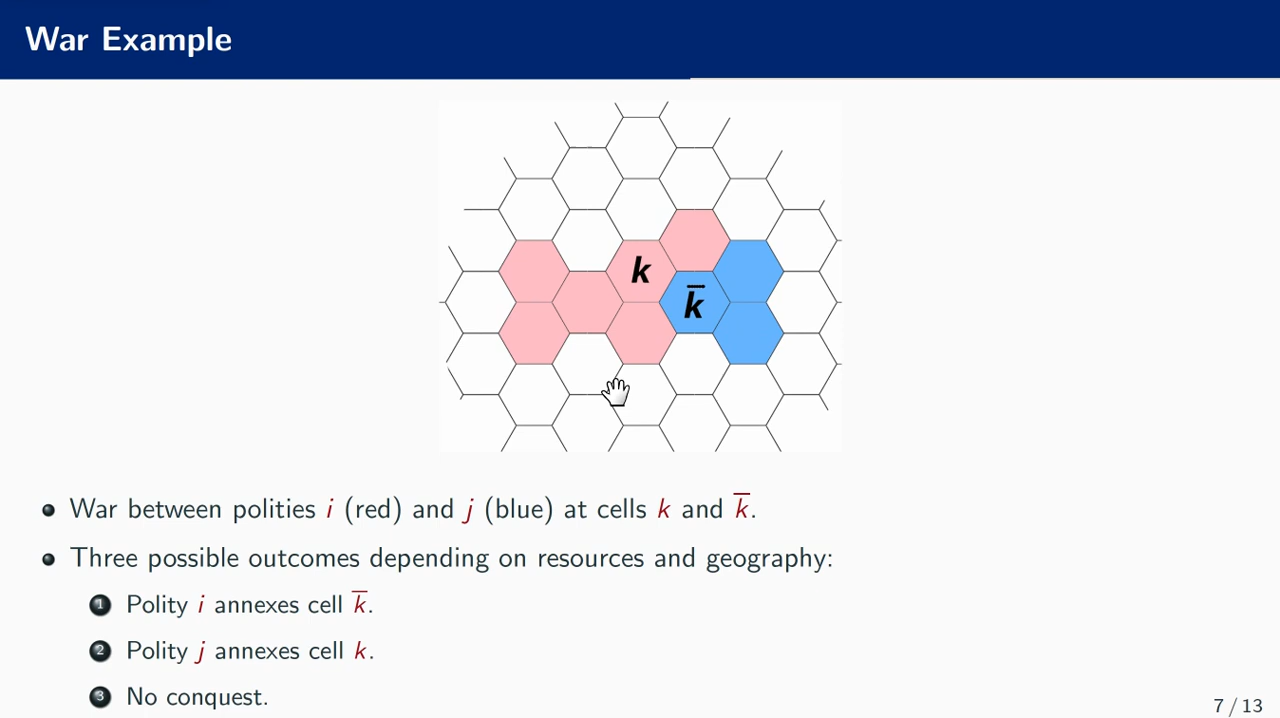 War Example
k
k̅
War between polities i (red) and j (blue) at cells k and k̅.
Three possible outcomes depending on resources and geography:
1 Polity i annexes cell k̅.
2 Polity j annexes cell k.
3 No conquest.
7 / 13